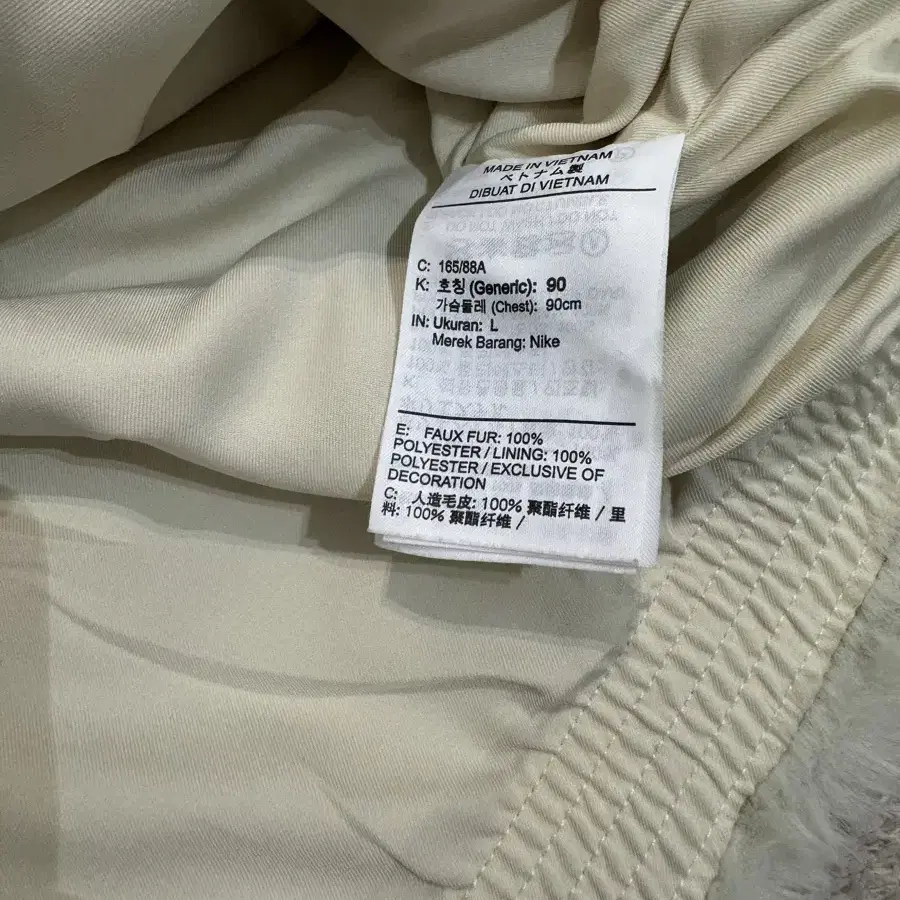 MADE IN VIETNAM
ベトナム製
DIBUAT DI VIETNAM
C: 165/88A
K: 호칭 (Generic): 90
가슴둘레 (Chest): 90cm
IN: Ukuran: L
Merek Barang: Nike
E: FAUX FUR: 100%
POLYESTER / LINING: 100%
POLYESTER / EXCLUSIVE OF
DECORATION
C: 人造毛皮: 100% 聚酯纤维 / 里
料: 100% 聚酯纤维 /